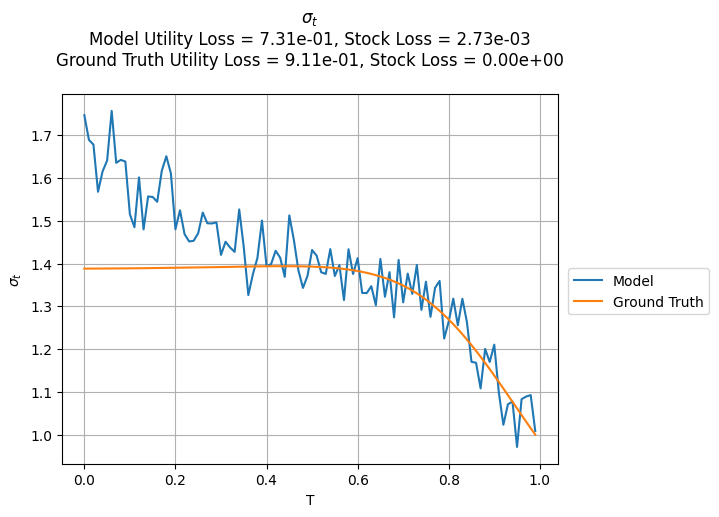 σt
Model Utility Loss = 7.31e-01, Stock Loss = 2.73e-03
Ground Truth Utility Loss = 9.11e-01, Stock Loss = 0.00e+00
1.7
1.6
1.5
1.4
1.3
1.2
1.1
1.0
σt
0.0 0.2 0.4 0.6 0.8 1.0
T
Model
Ground Truth